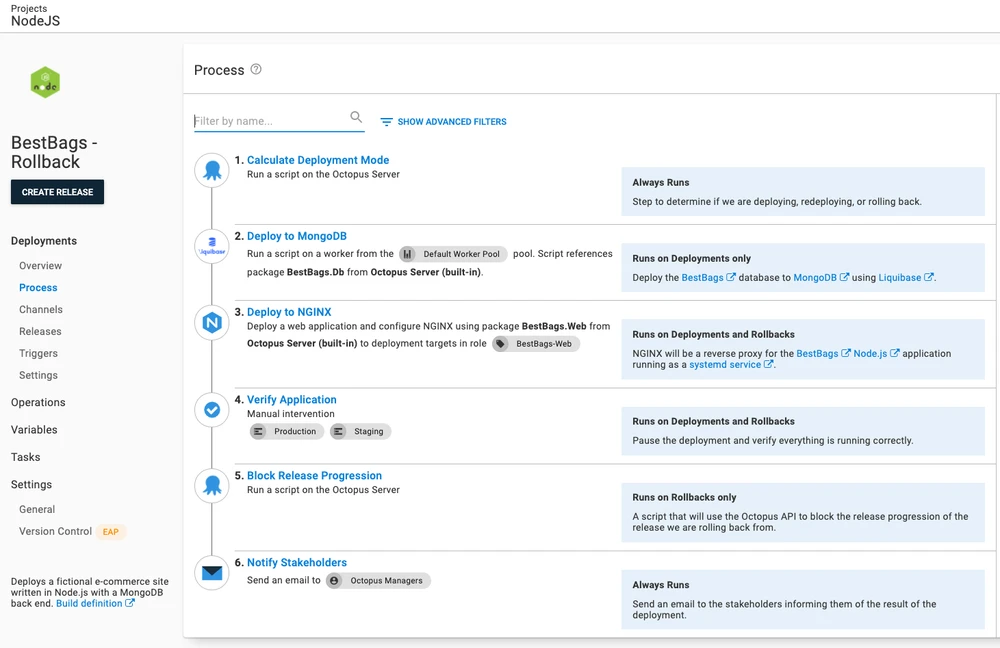 Projects
NodeJS
node
BestBags -
Rollback
CREATE RELEASE
Deployments
Overview
Process
Channels
Releases
Triggers
Settings
Operations
Variables
Tasks
Settings
General
Version Control EAP
Deploys a fictional e-commerce site
written in Node.js with a MongoDB
back end. Build definition
Process
Filter by name...
SHOW ADVANCED FILTERS
1. Calculate Deployment Mode
Run a script on the Octopus Server
Always Runs
Step to determine if we are deploying, redeploying, or rolling back.
Liquibase
2. Deploy to MongoDB
Run a script on a worker from the Default Worker Pool pool. Script references
package BestBags.Db from Octopus Server (built-in).
Runs on Deployments only
Deploy the BestBags database to MongoDB using Liquibase.
3. Deploy to NGINX
Deploy a web application and configure NGINX using package BestBags.Web from
Octopus Server (built-in) to deployment targets in role BestBags-Web
Runs on Deployments and Rollbacks
NGINX will be a reverse proxy for the BestBags Node.js application
running as a systemd service.
4. Verify Application
Manual intervention
Production Staging
Runs on Deployments and Rollbacks
Pause the deployment and verify everything is running correctly.
5. Block Release Progression
Run a script on the Octopus Server
Runs on Rollbacks only
A script that will use the Octopus API to block the release progression of the
release we are rolling back from.
6. Notify Stakeholders
Send an email to Octopus Managers
Always Runs
Send an email to the stakeholders informing them of the result of the
deployment.